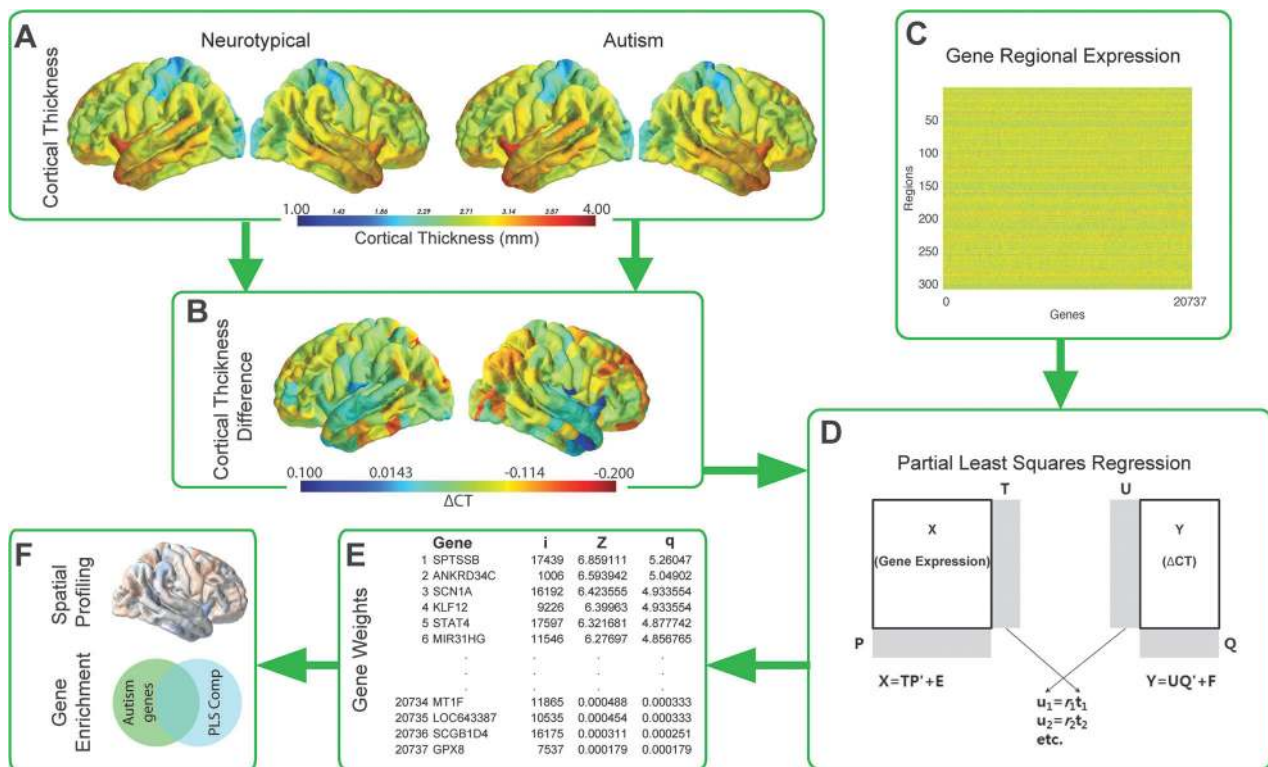 A
Neurotypical
Autism
Cortical Thickness
1.00 1.43 1.86 2.29 2.71 3.14 3.57 4.00
Cortical Thickness (mm)
B
Cortical Thcikness
Difference
0.100 0.0143 -0.114 -0.200
ΔCT
C
Gene Regional Expression
Regions
50
100
150
200
250
300
0 20737
Genes
D
Partial Least Squares Regression
T U
X
(Gene Expression)
Y
(ΔCT)
P Q
X=TP'+E Y=UQ'+F
u1=r1t1
u2=r2t2
etc.
E
Gene Weights
Gene i Z q
1 SPTSSB 17439 6.859111 5.26047
2 ANKRD34C 1006 6.593942 5.04902
3 SCN1A 16192 6.423555 4.933554
4 KLF12 9226 6.39963 4.933554
5 STAT4 17597 6.321681 4.877742
6 MIR31HG 11546 6.27697 4.856765
. . . .
. . . .
. . . .
20734 MT1F 11865 0.000488 0.000333
20735 LOC643387 10535 0.000454 0.000333
20736 SCGB1D4 16175 0.000311 0.000251
20737 GPX8 7537 0.000179 0.000179
F
Spatial
Profiling
Gene
Enrichment
Autism
genes
PLS Comp